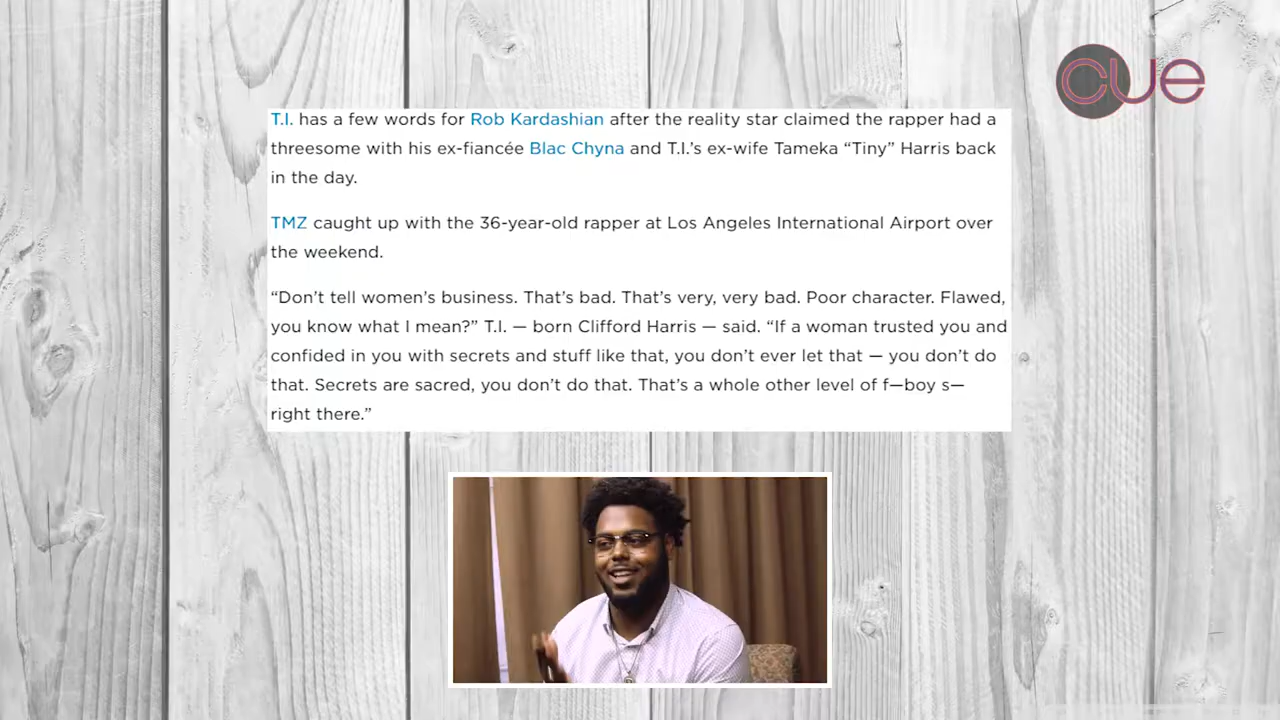 cue
T.I. has a few words for Rob Kardashian after the reality star claimed the rapper had a
threesome with his ex-fiancée Blac Chyna and T.I.’s ex-wife Tameka “Tiny” Harris back
in the day.
TMZ caught up with the 36-year-old rapper at Los Angeles International Airport over
the weekend.
“Don’t tell women’s business. That’s bad. That’s very, very bad. Poor character. Flawed,
you know what I mean?” T.I. — born Clifford Harris — said. “If a woman trusted you and
confided in you with secrets and stuff like that, you don’t ever let that — you don’t do
that. Secrets are sacred, you don’t do that. That’s a whole other level of f—boy s—
right there.”